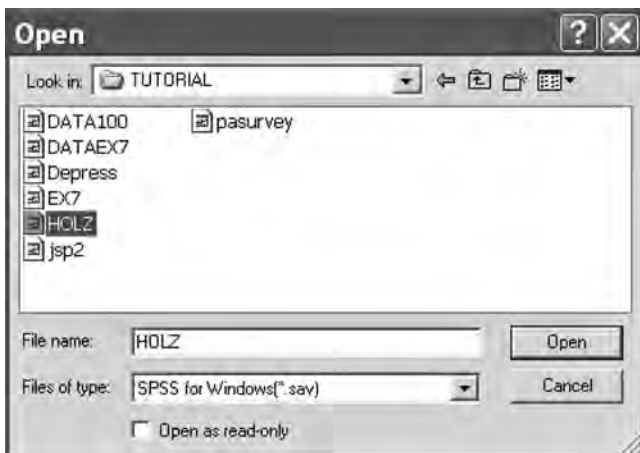 Open
Look in: TUTORIAL
DATA100 pasurvey
DATAEX7
Depress
EX7
HOLZ
jsp2
File name: HOLZ Open
Files of type: SPSS for Windows(*.sav) Cancel
Open as read-only